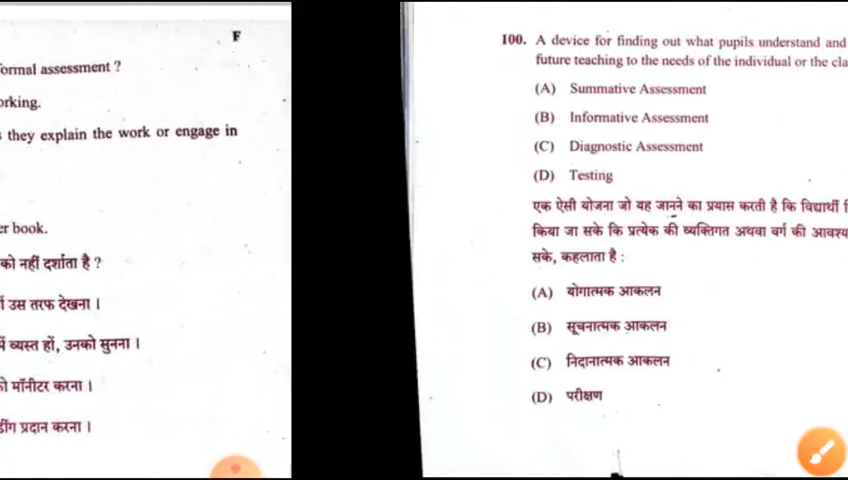 F
ormal assessment ?
orking.
they explain the work or engage in
er book.
को नहीं दर्शाता है ?
उस तरफ देखना ।
में व्यस्त हों, उनको सुनना ।
मॉनीटर करना ।
प्रदान करना ।
100. A device for finding out what pupils understand and
future teaching to the needs of the individual or the cla
(A) Summative Assessment
(B) Informative Assessment
(C) Diagnostic Assessment
(D) Testing
एक ऐसी योजना जो यह जानने का प्रयास करती है कि विद्यार्थी
किया जा सके कि प्रत्येक की व्यक्तिगत अथवा वर्ग की आवश्य
सके, कहलाता है :
(A) योगात्मक आकलन
(B) सूचनात्मक आकलन
(C) निदानात्मक आकलन
(D) परीक्षण